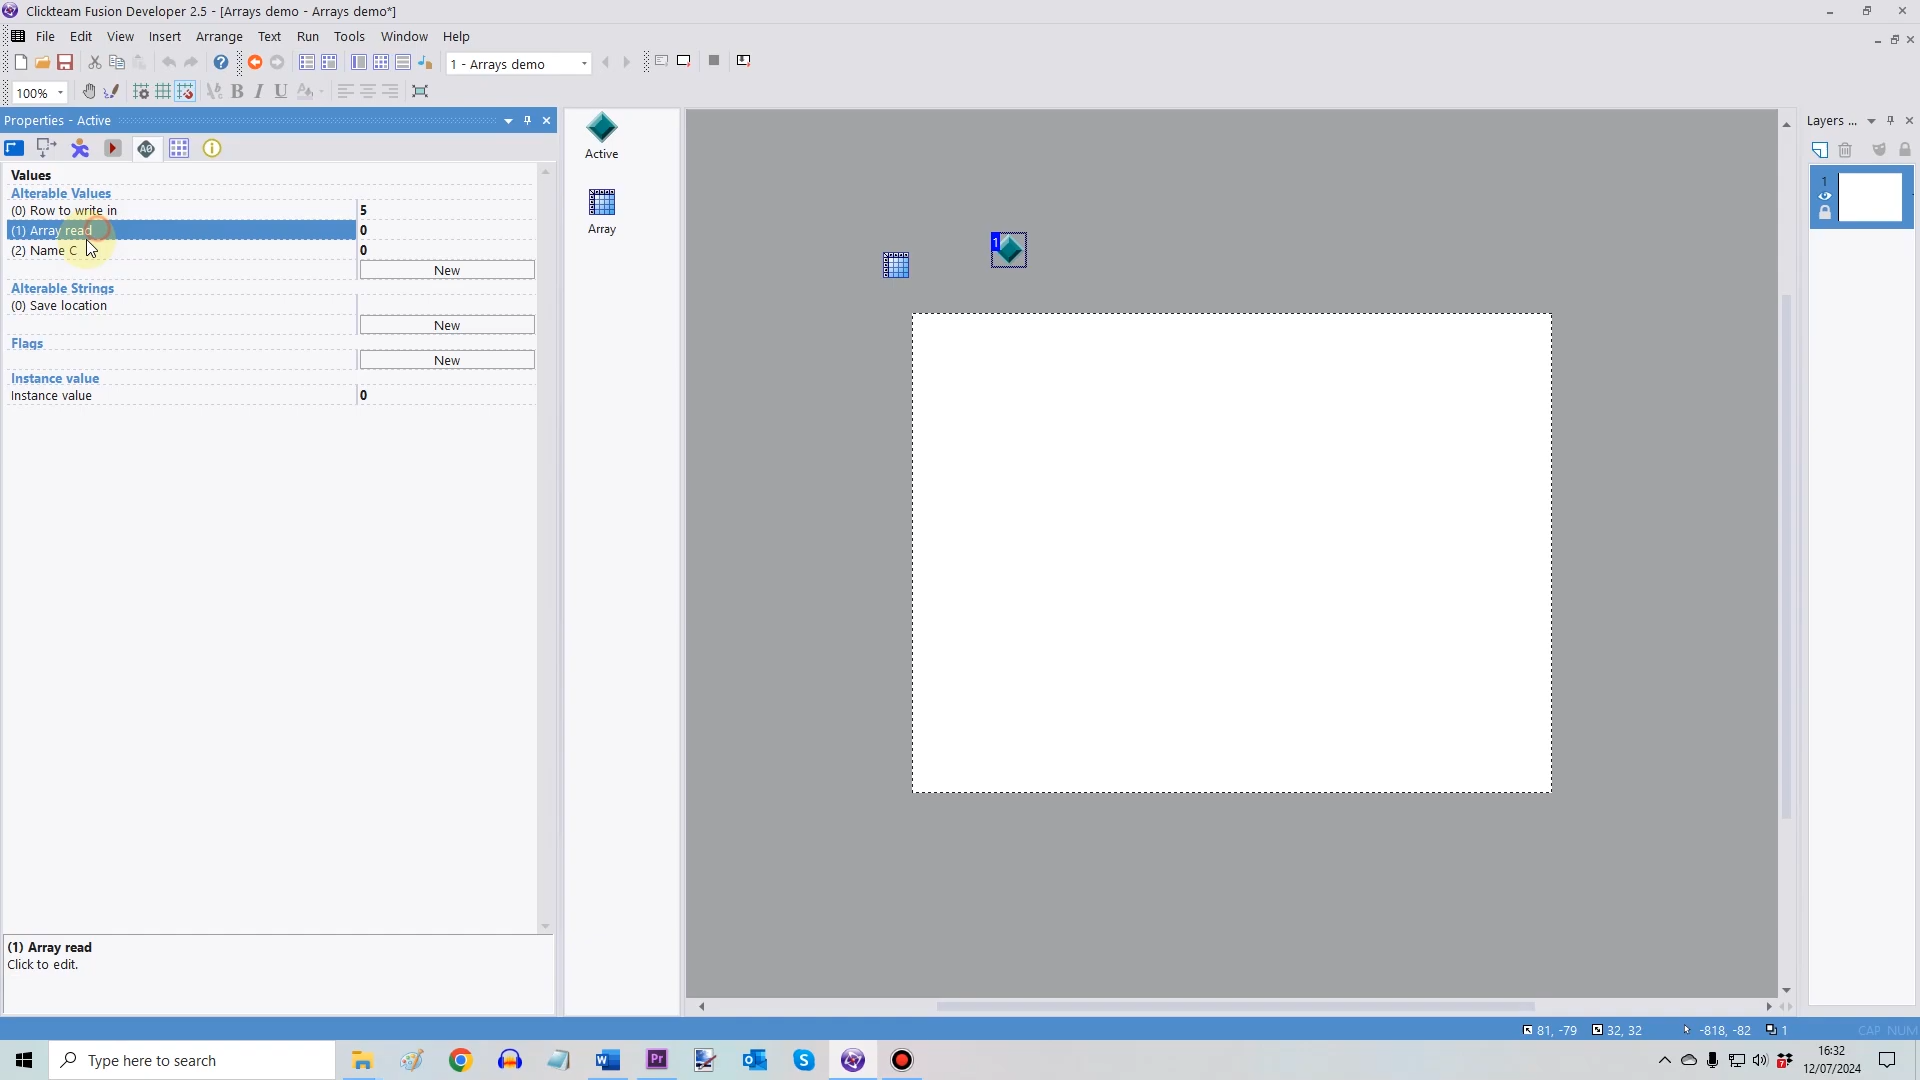 Clickteam Fusion Developer 2.5 - [Arrays demo - Arrays demo*]
File Edit View Insert Arrange Text Run Tools Window Help
1 - Arrays demo
100%
Properties - Active
Values
Alterable Values
(0) Row to write in 5
(1) Array read 0
(2) Name C 0
New
Alterable Strings
(0) Save location
New
Flags
New
Instance value
Instance value 0
(1) Array read
Click to edit.
Active
Array
1
Layers ...
1
81, -79 32, 32 -818, -82 1 CAP NUM
Type here to search
16:32
12/07/2024